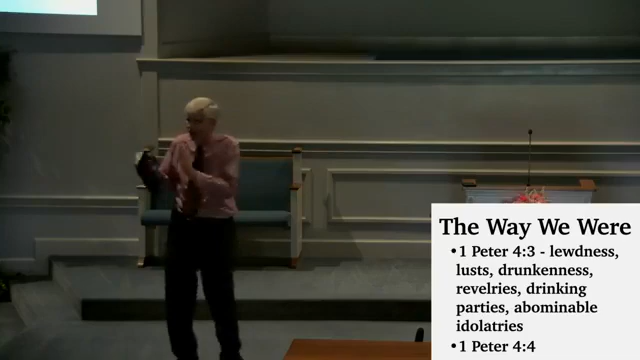 The Way We Were
•1 Peter 4:3 - lewdness,
lusts, drunkenness,
revelries, drinking
parties, abominable
idolatries
•1 Peter 4:4